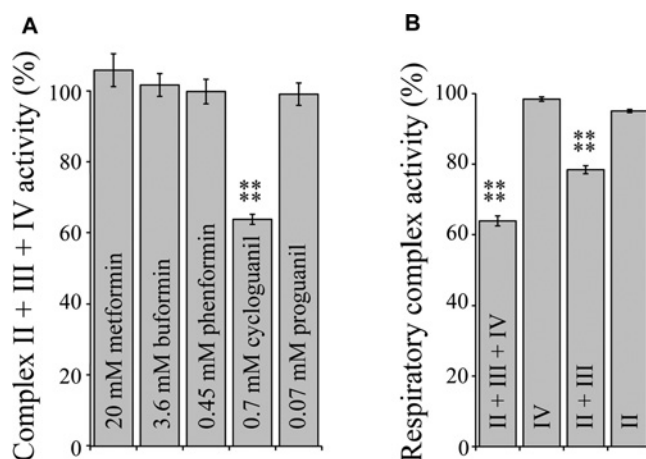 A
Complex II + III + IV activity (%)
100
80
60
40
20
0
20 mM metformin
3.6 mM buformin
0.45 mM phenformin
****
0.7 mM cycloguanil
0.07 mM proguanil
B
Respiratory complex activity (%)
100
80
60
40
20
0
****
II + III + IV
IV
****
II + III
II